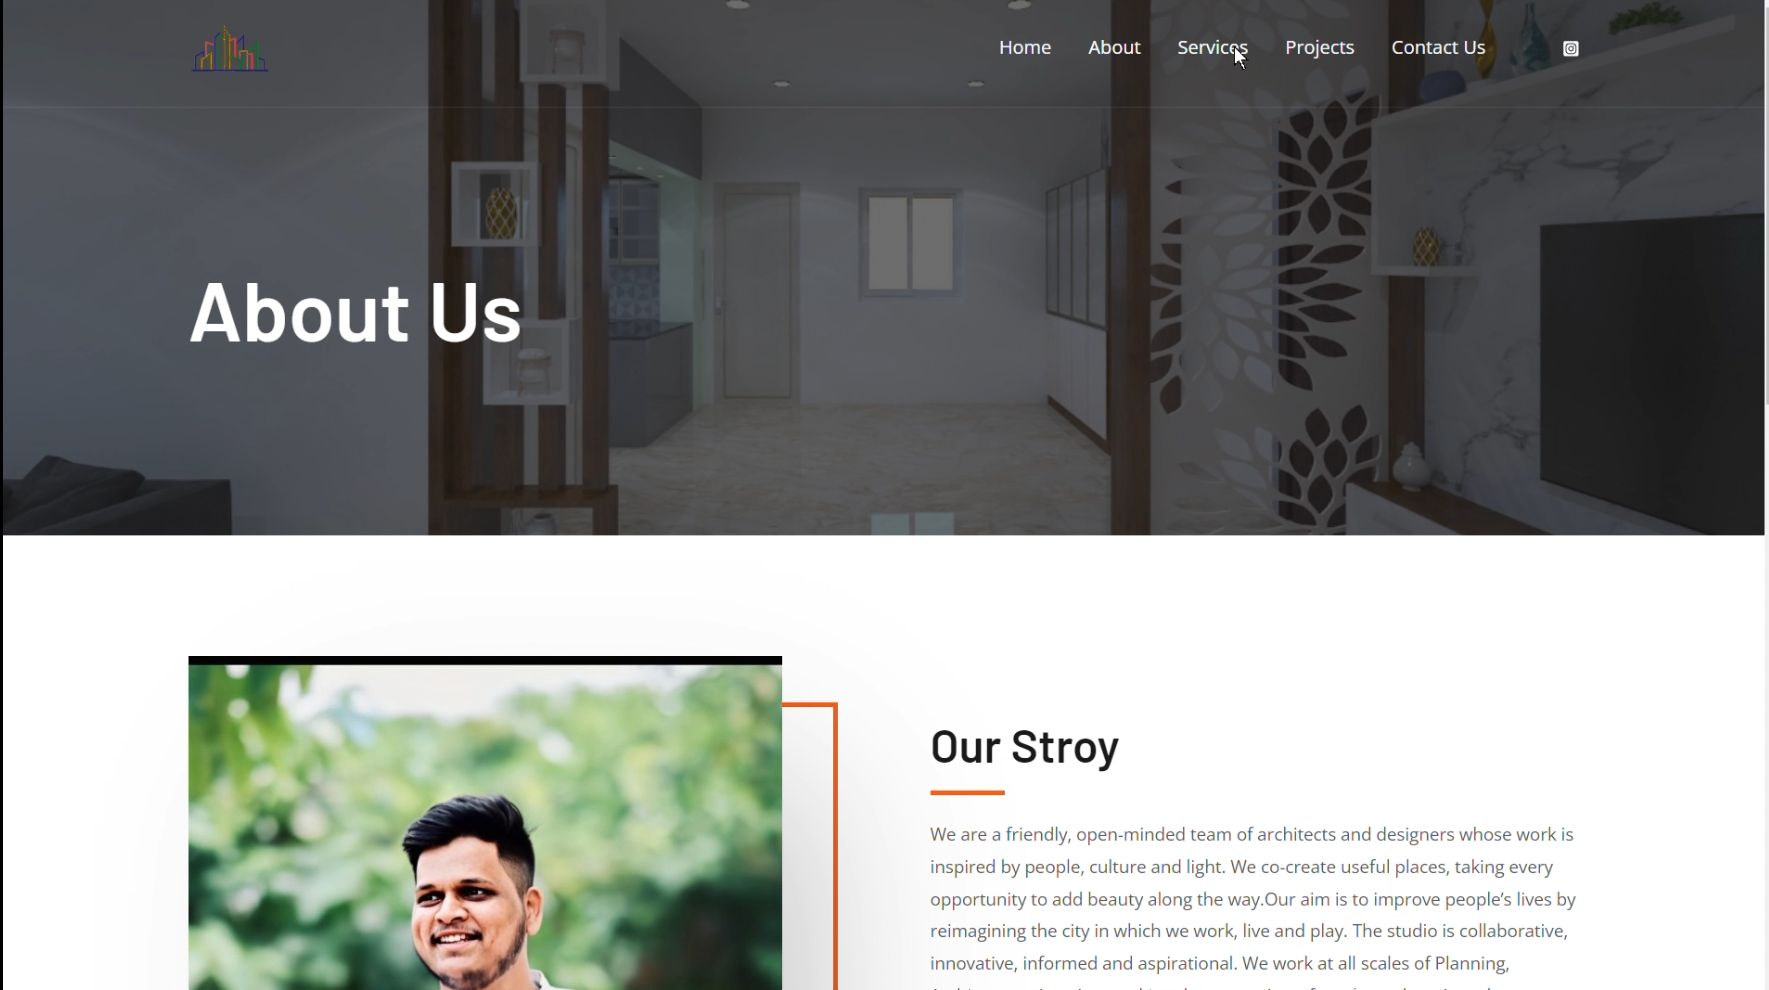 Home About Services Projects Contact Us
About Us
Our Stroy
We are a friendly, open-minded team of architects and designers whose work is
inspired by people, culture and light. We co-create useful places, taking every
opportunity to add beauty along the way.Our aim is to improve people’s lives by
reimagining the city in which we work, live and play. The studio is collaborative,
innovative, informed and aspirational. We work at all scales of Planning,